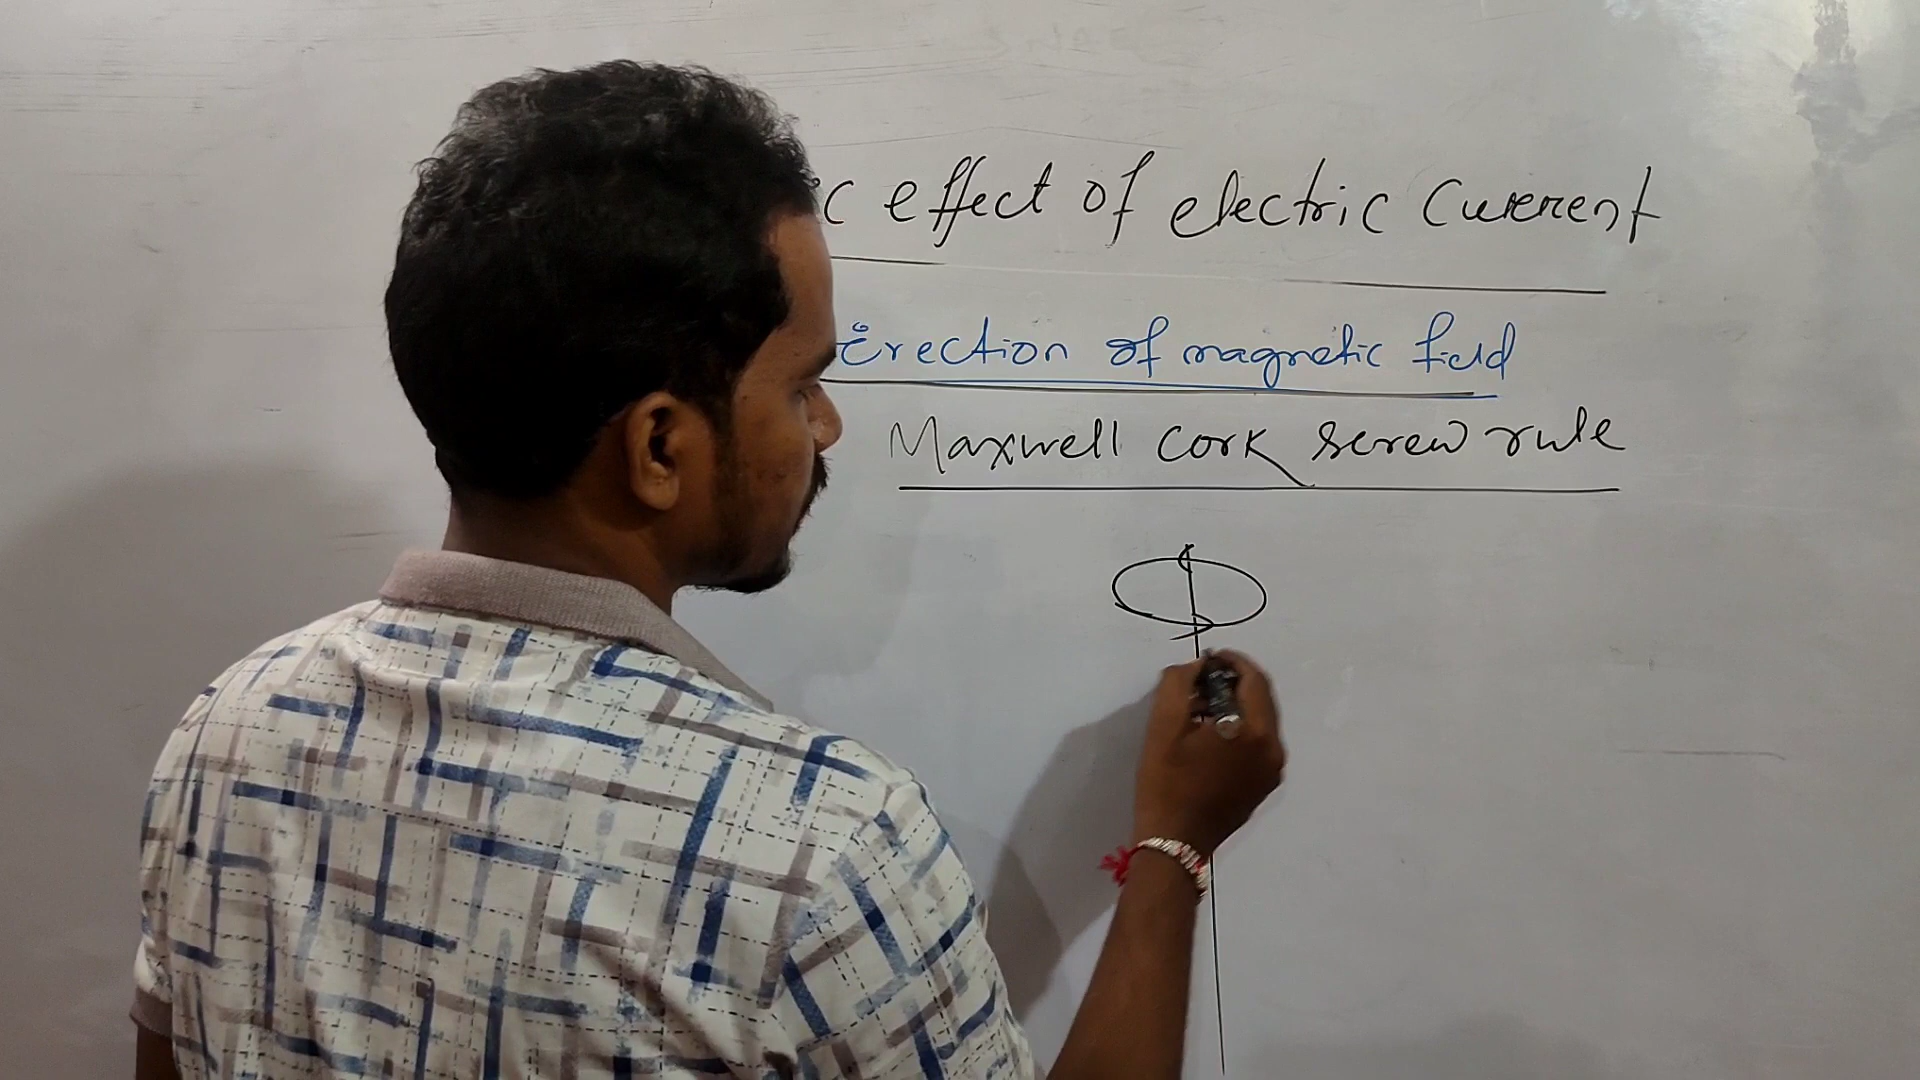 c effect of electric Current
irection of magnetic field
Maxwell cork screw rule